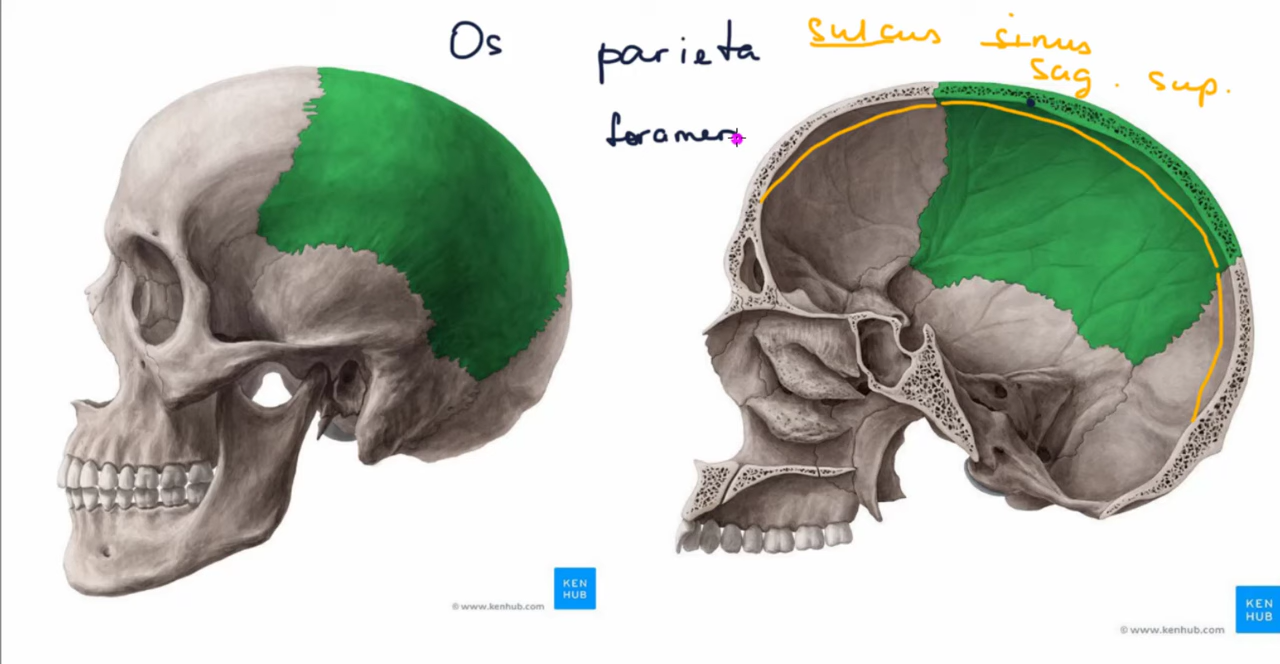 Os parieta
sulcus sinus
sag. sup.
foramen
KEN
HUB
© www.kenhub.com
KEN
HUB
© www.kenhub.com